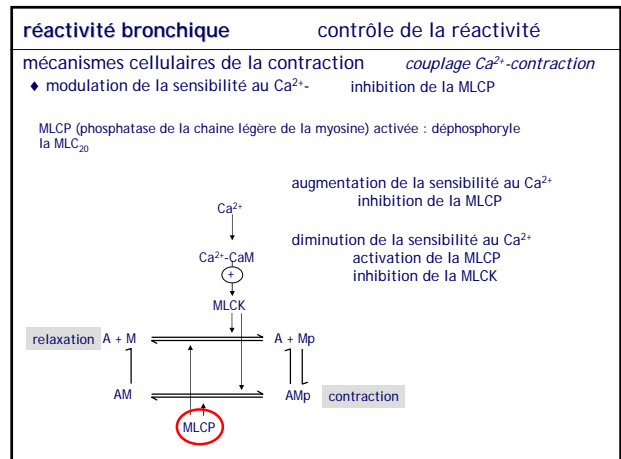 réactivité bronchique contrôle de la réactivité
mécanismes cellulaires de la contraction couplage Ca²⁺-contraction
♦ modulation de la sensibilité au Ca²⁺- inhibition de la MLCP
MLCP (phosphatase de la chaine légère de la myosine) activée : déphosphoryle
la MLC₂₀
augmentation de la sensibilité au Ca²⁺
inhibition de la MLCP
Ca²⁺
diminution de la sensibilité au Ca²⁺
activation de la MLCP
inhibition de la MLCK
Ca²⁺-CaM
+
MLCK
relaxation A + M A + Mp
AM AMp contraction
MLCP